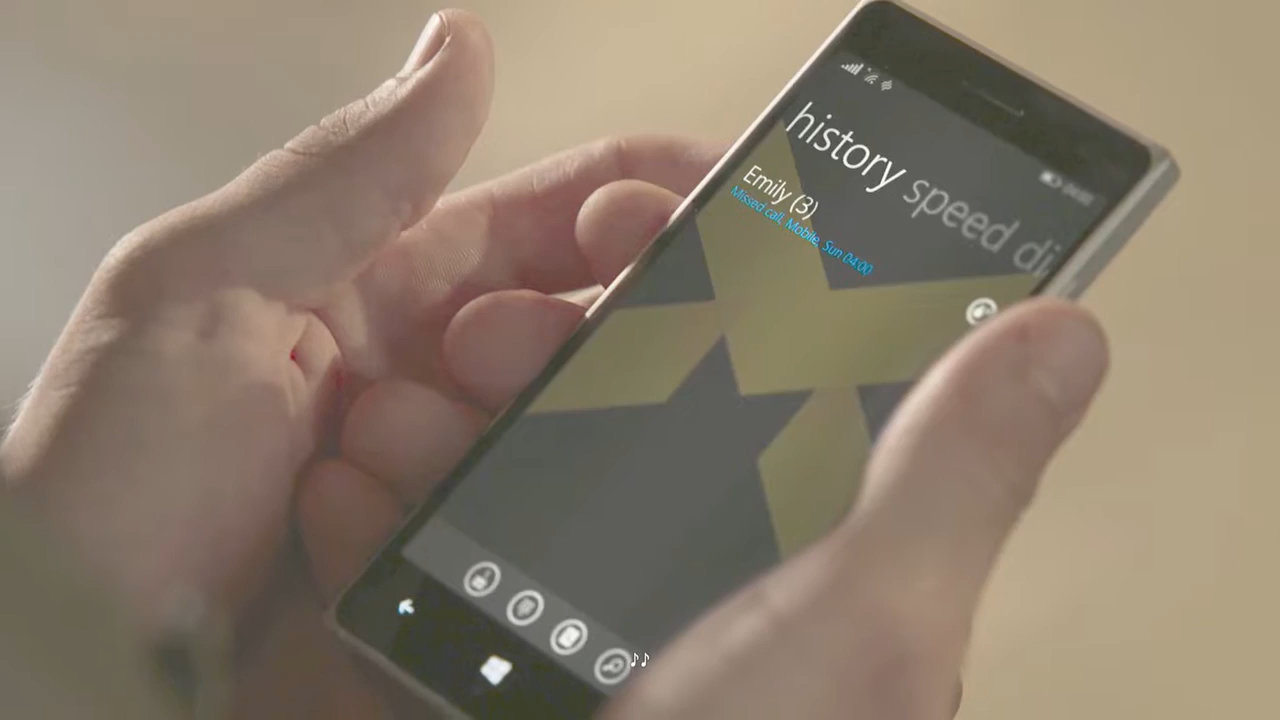 history speed di
Emily (3)
Missed call, Mobile, Sun 04:00
♪♪